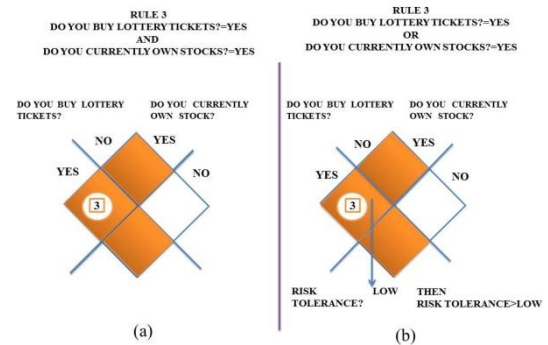 RULE 3
DO YOU BUY LOTTERY TICKETS?=YES
AND
DO YOU CURRENTLY OWN STOCKS?=YES
DO YOU BUY LOTTERY
TICKETS?
DO YOU CURRENTLY
OWN STOCK?
NO
YES
YES
NO
3
(a)
RULE 3
DO YOU BUY LOTTERY TICKETS?=YES
OR
DO YOU CURRENTLY OWN STOCKS?=YES
DO YOU BUY LOTTERY
TICKETS?
DO YOU CURRENTLY
OWN STOCK?
NO
YES
YES
NO
3
RISK
TOLERANCE?
LOW
THEN
RISK TOLERANCE>LOW
(b)